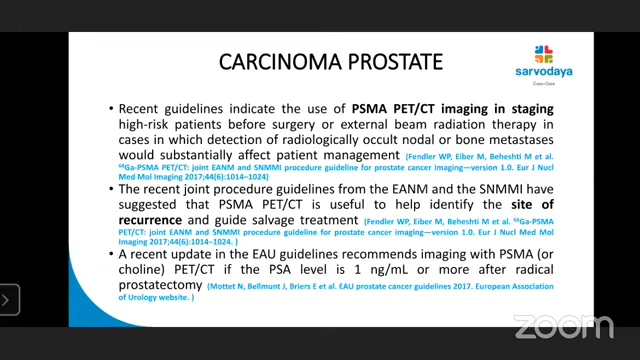 CARCINOMA PROSTATE
sarvodaya
• Recent guidelines indicate the use of PSMA PET/CT imaging in staging
high-risk patients before surgery or external beam radiation therapy in
cases in which detection of radiologically occult nodal or bone metastases
would substantially affect patient management (Fendler WP, Eiber M, Beheshti M et al.
⁶⁸Ga-PSMA PET/CT: joint EANM and SNMMI procedure guideline for prostate cancer imaging—version 1.0. Eur J Nucl
Med Mol Imaging 2017;44(6):1014–1024)
• The recent joint procedure guidelines from the EANM and the SNMMI have
suggested that PSMA PET/CT is useful to help identify the site of
recurrence and guide salvage treatment (Fendler WP, Eiber M, Beheshti M et al. ⁶⁸Ga-PSMA
PET/CT: joint EANM and SNMMI procedure guideline for prostate cancer imaging—version 1.0. Eur J Nucl Med Mol
Imaging 2017;44(6):1014–1024. )
• A recent update in the EAU guidelines recommends imaging with PSMA (or
choline) PET/CT if the PSA level is 1 ng/mL or more after radical
prostatectomy (Mottet N, Bellmunt J, Briers E et al. EAU prostate cancer guidelines 2017. European Association
of Urology website. )
zoom